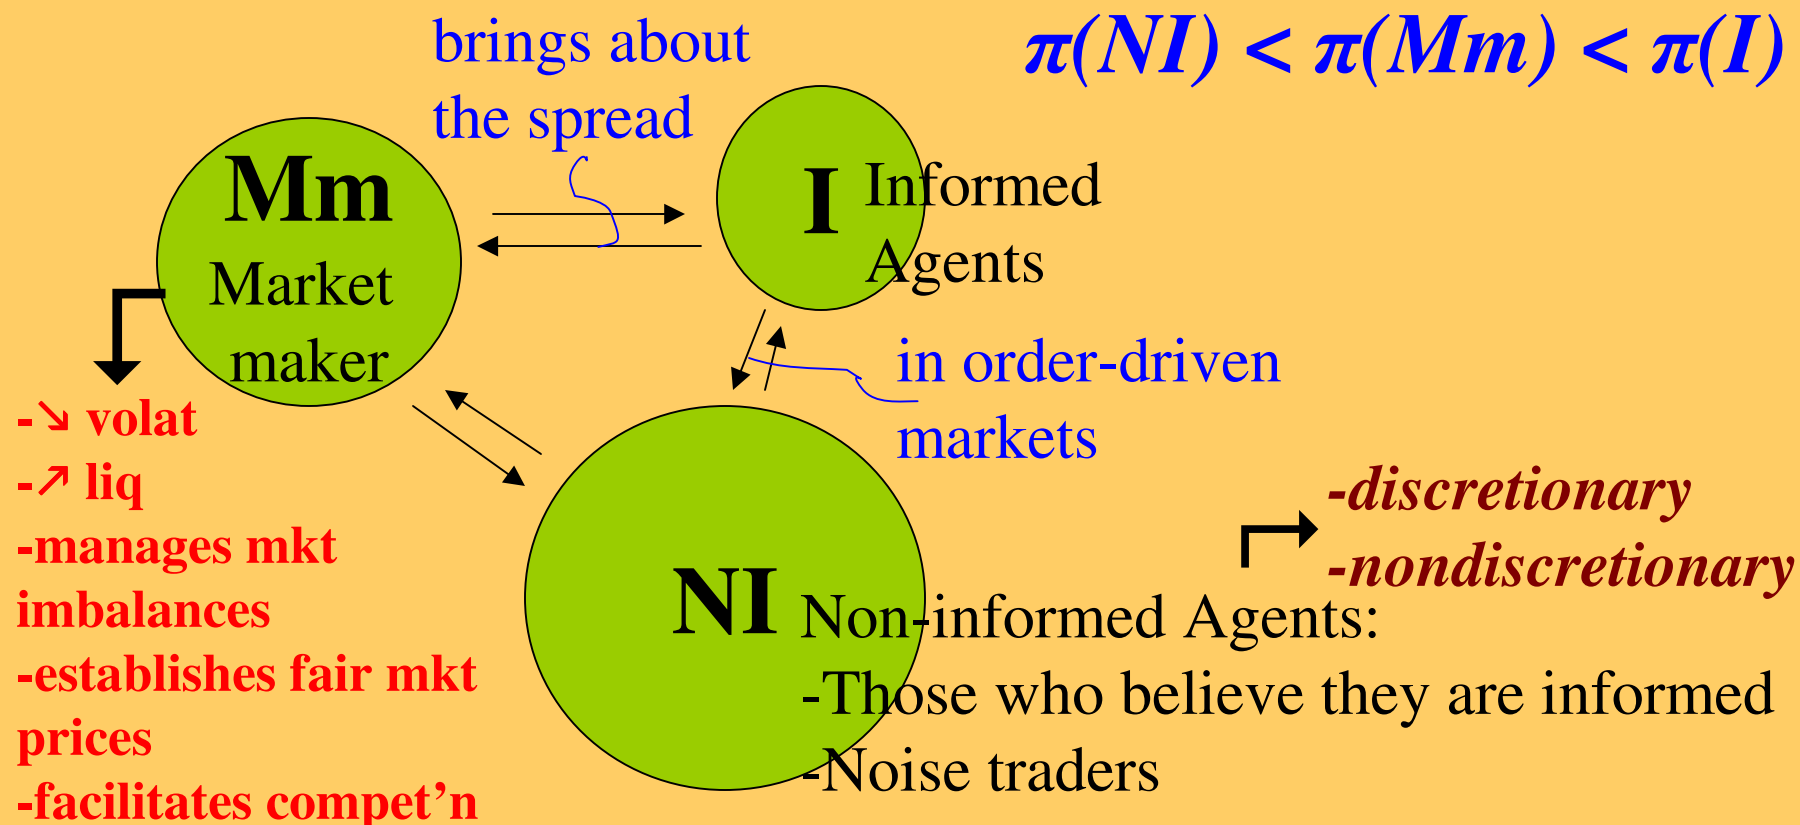 brings about
the spread
π(NI) < π(Mm) < π(I)
Mm
Market
maker
I
Informed
Agents
in order-driven
markets
-↘ volat
-↗ liq
-manages mkt
imbalances
-establishes fair mkt
prices
-facilitates compet’n
-discretionary
-nondiscretionary
NI
Non-informed Agents:
-Those who believe they are informed
-Noise traders